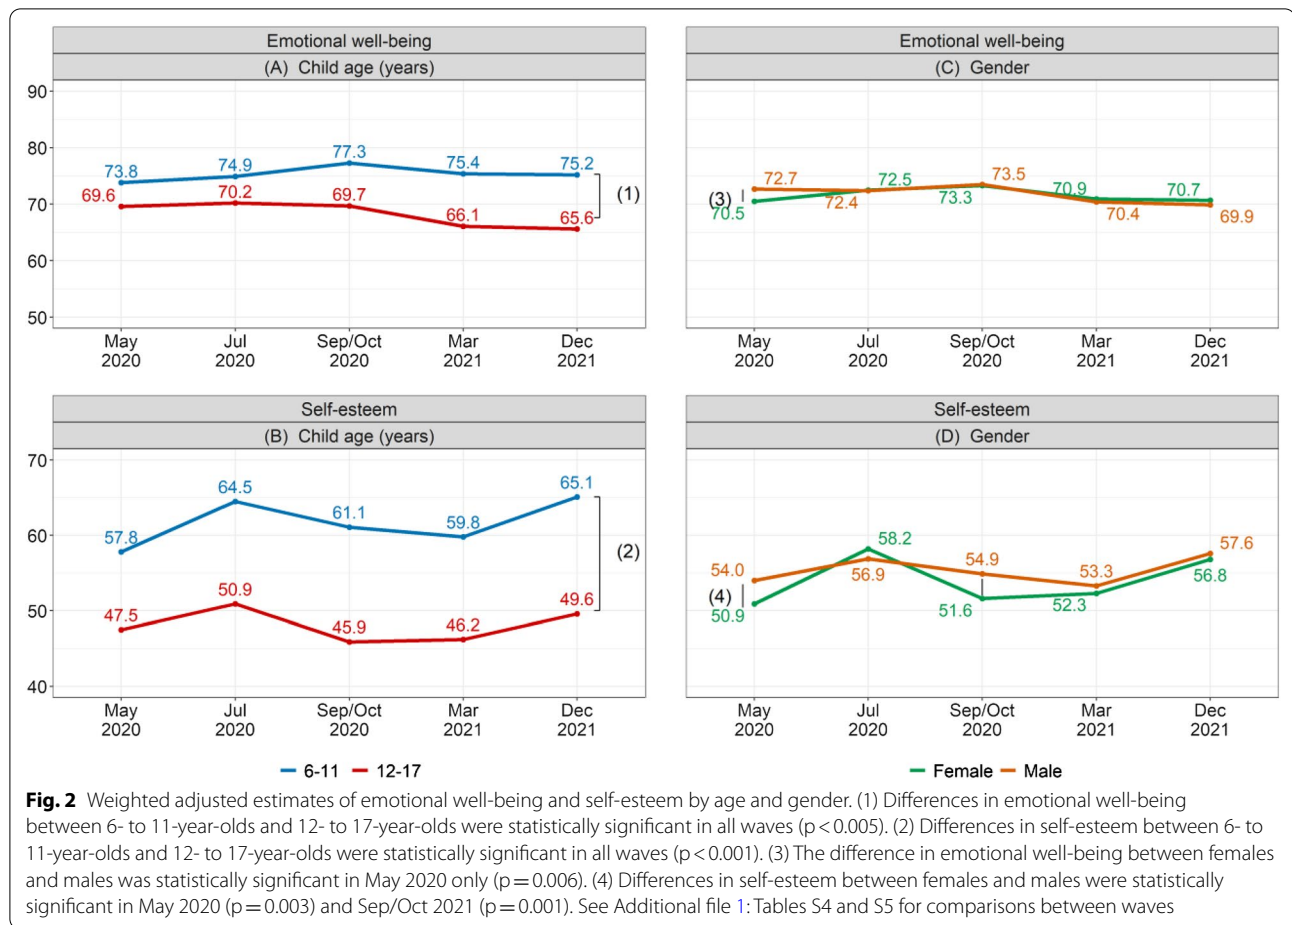 Emotional well-being
(A) Child age (years)
90
80
70
60
50
73.8
74.9
77.3
75.4
75.2
69.6
70.2
69.7
66.1
65.6
(1)
May
2020
Jul
2020
Sep/Oct
2020
Mar
2021
Dec
2021
Emotional well-being
(C) Gender
72.7
72.5
73.5
70.9
70.7
(3)
70.5
72.4
73.3
70.4
69.9
May
2020
Jul
2020
Sep/Oct
2020
Mar
2021
Dec
2021
Self-esteem
(B) Child age (years)
70
60
50
40
57.8
64.5
61.1
59.8
65.1
47.5
50.9
45.9
46.2
49.6
(2)
May
2020
Jul
2020
Sep/Oct
2020
Mar
2021
Dec
2021
6-11 12-17
Self-esteem
(D) Gender
54.0
58.2
54.9
53.3
57.6
(4)
50.9
56.9
51.6
52.3
56.8
May
2020
Jul
2020
Sep/Oct
2020
Mar
2021
Dec
2021
Female Male
Fig. 2 Weighted adjusted estimates of emotional well-being and self-esteem by age and gender. (1) Differences in emotional well-being
between 6- to 11-year-olds and 12- to 17-year-olds were statistically significant in all waves (p < 0.005). (2) Differences in self-esteem between 6- to
11-year-olds and 12- to 17-year-olds were statistically significant in all waves (p < 0.001). (3) The difference in emotional well-being between females
and males was statistically significant in May 2020 only (p = 0.006). (4) Differences in self-esteem between females and males were statistically
significant in May 2020 (p = 0.003) and Sep/Oct 2021 (p = 0.001). See Additional file 1: Tables S4 and S5 for comparisons between waves